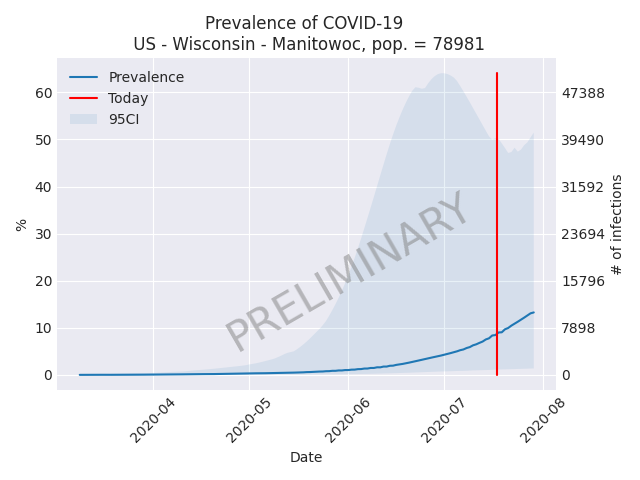 Prevalence of COVID-19
US - Wisconsin - Manitowoc, pop. = 78981
Prevalence
Today
95CI
PRELIMINARY
%
60
50
40
30
20
10
0
47388
39490
31592
23694
15796
7898
0
# of infections
2020-04
2020-05
2020-06
2020-07
2020-08
Date